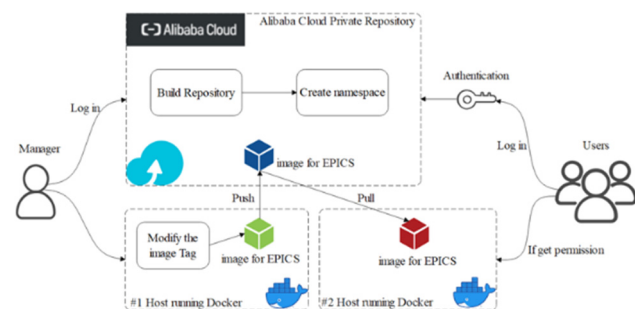 Alibaba Cloud
Alibaba Cloud Private Repository
Build Repository
Create namespace
Authentication
Log in
Log in
Manager
Users
image for EPICS
Push
Pull
Modify the
image Tag
image for EPICS
image for EPICS
If get permission
#1 Host running Docker
#2 Host running Docker